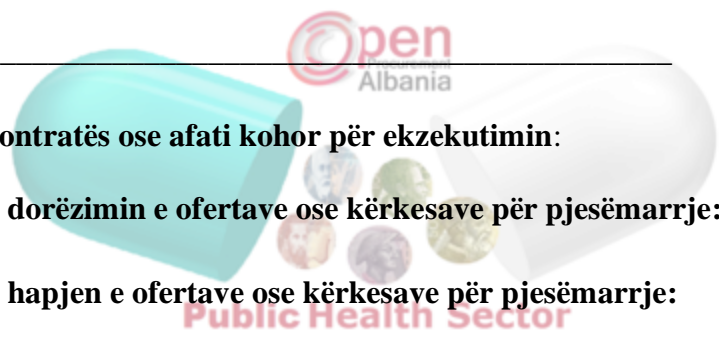 Open
Procurement
Albania
ontratës ose afati kohor për ekzekutimin:
dorëzimin e ofertave ose kërkesave për pjesëmarrje:
hapjen e ofertave ose kërkesave për pjesëmarrje:
Public Health Sector